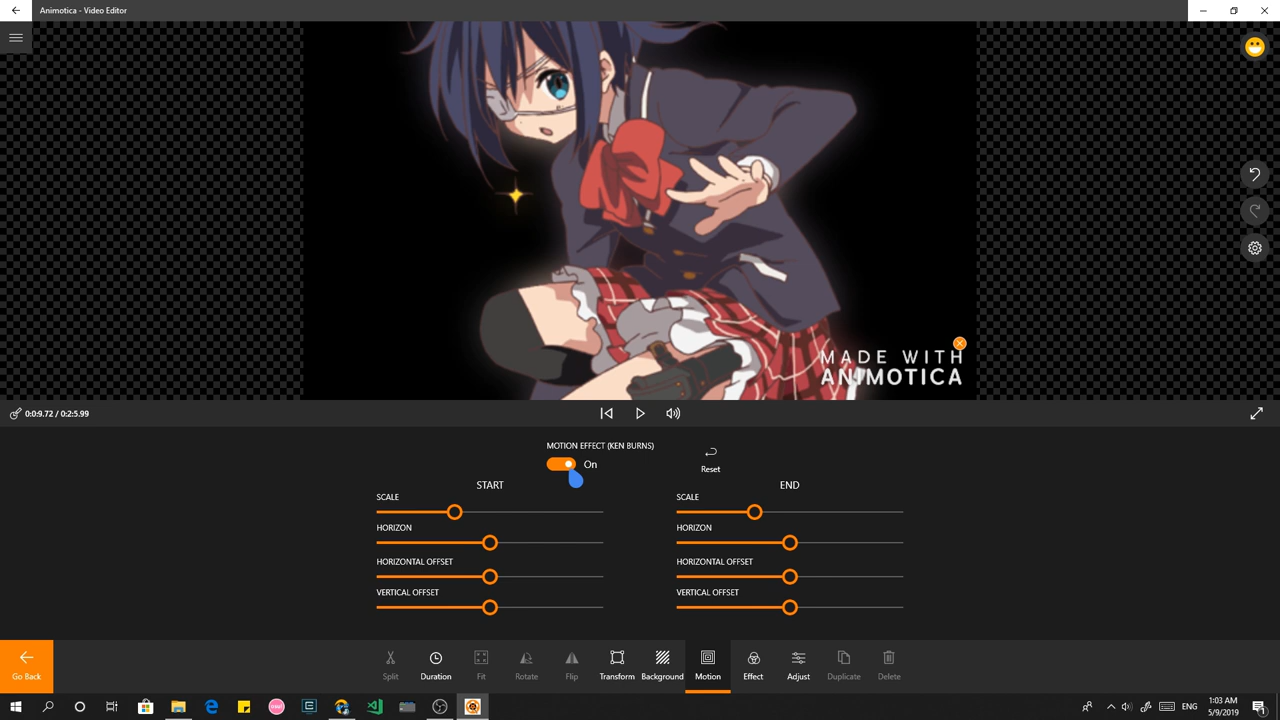 Animotica - Video Editor
MADE WITH
ANIMOTICA
0:0:9.72 / 0:2:5.99
MOTION EFFECT (KEN BURNS)
On
Reset
START
END
SCALE
SCALE
HORIZON
HORIZON
HORIZONTAL OFFSET
HORIZONTAL OFFSET
VERTICAL OFFSET
VERTICAL OFFSET
Go Back
Split
Duration
Fit
Rotate
Flip
Transform
Background
Motion
Effect
Adjust
Duplicate
Delete
ENG
1:03 AM
5/9/2019